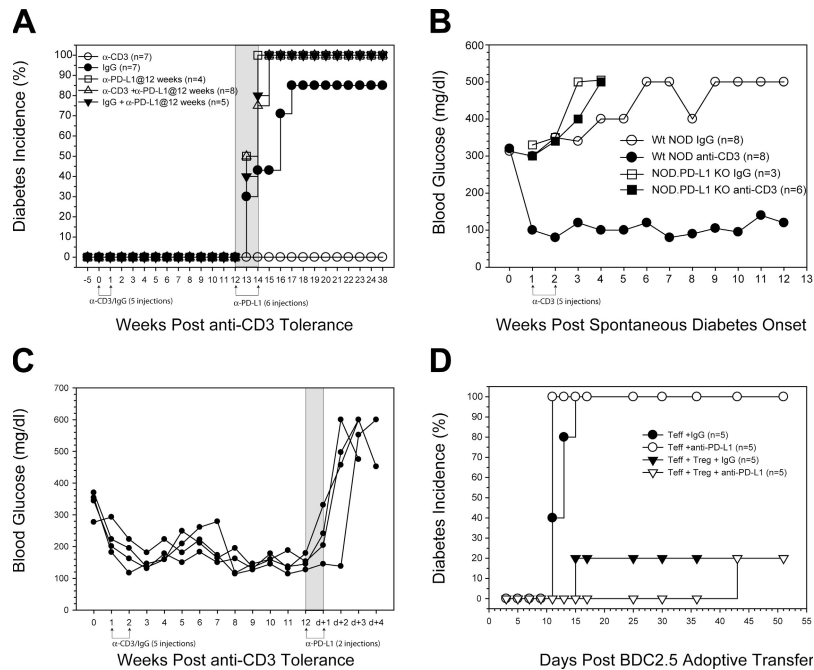 A
α-CD3 (n=7)
IgG (n=7)
α-PD-L1@12 weeks (n=4)
α-CD3 +α-PD-L1@12 weeks (n=8)
IgG + α-PD-L1@12 weeks (n=5)
Diabetes Incidence (%)
100
90
80
70
60
50
40
30
20
10
0
-5 0 1 2 3 4 5 6 7 8 9 10 11 12 13 14 15 16 17 18 19 20 21 22 23 24 38
α-CD3/IgG (5 injections)
α-PD-L1 (6 injections)
Weeks Post anti-CD3 Tolerance
B
Blood Glucose (mg/dl)
600
500
400
300
200
100
0
Wt NOD IgG (n=8)
Wt NOD anti-CD3 (n=8)
NOD.PD-L1 KO IgG (n=3)
NOD.PD-L1 KO anti-CD3 (n=6)
0 1 2 3 4 5 6 7 8 9 10 11 12 13
α-CD3 (5 injections)
Weeks Post Spontaneous Diabetes Onset
C
Blood Glucose (mg/dl)
700
600
500
400
300
200
100
0
0 1 2 3 4 5 6 7 8 9 10 11 12 d+1 d+2 d+3 d+4
α-CD3/IgG (5 injections)
α-PD-L1 (2 injections)
Weeks Post anti-CD3 Tolerance
D
Diabetes Incidence (%)
100
90
80
70
60
50
40
30
20
10
0
Teff +IgG (n=5)
Teff +anti-PD-L1 (n=5)
Teff + Treg + IgG (n=5)
Teff + Treg + anti-PD-L1 (n=5)
0 5 10 15 20 25 30 35 40 45 50 55
Days Post BDC2.5 Adoptive Transfer